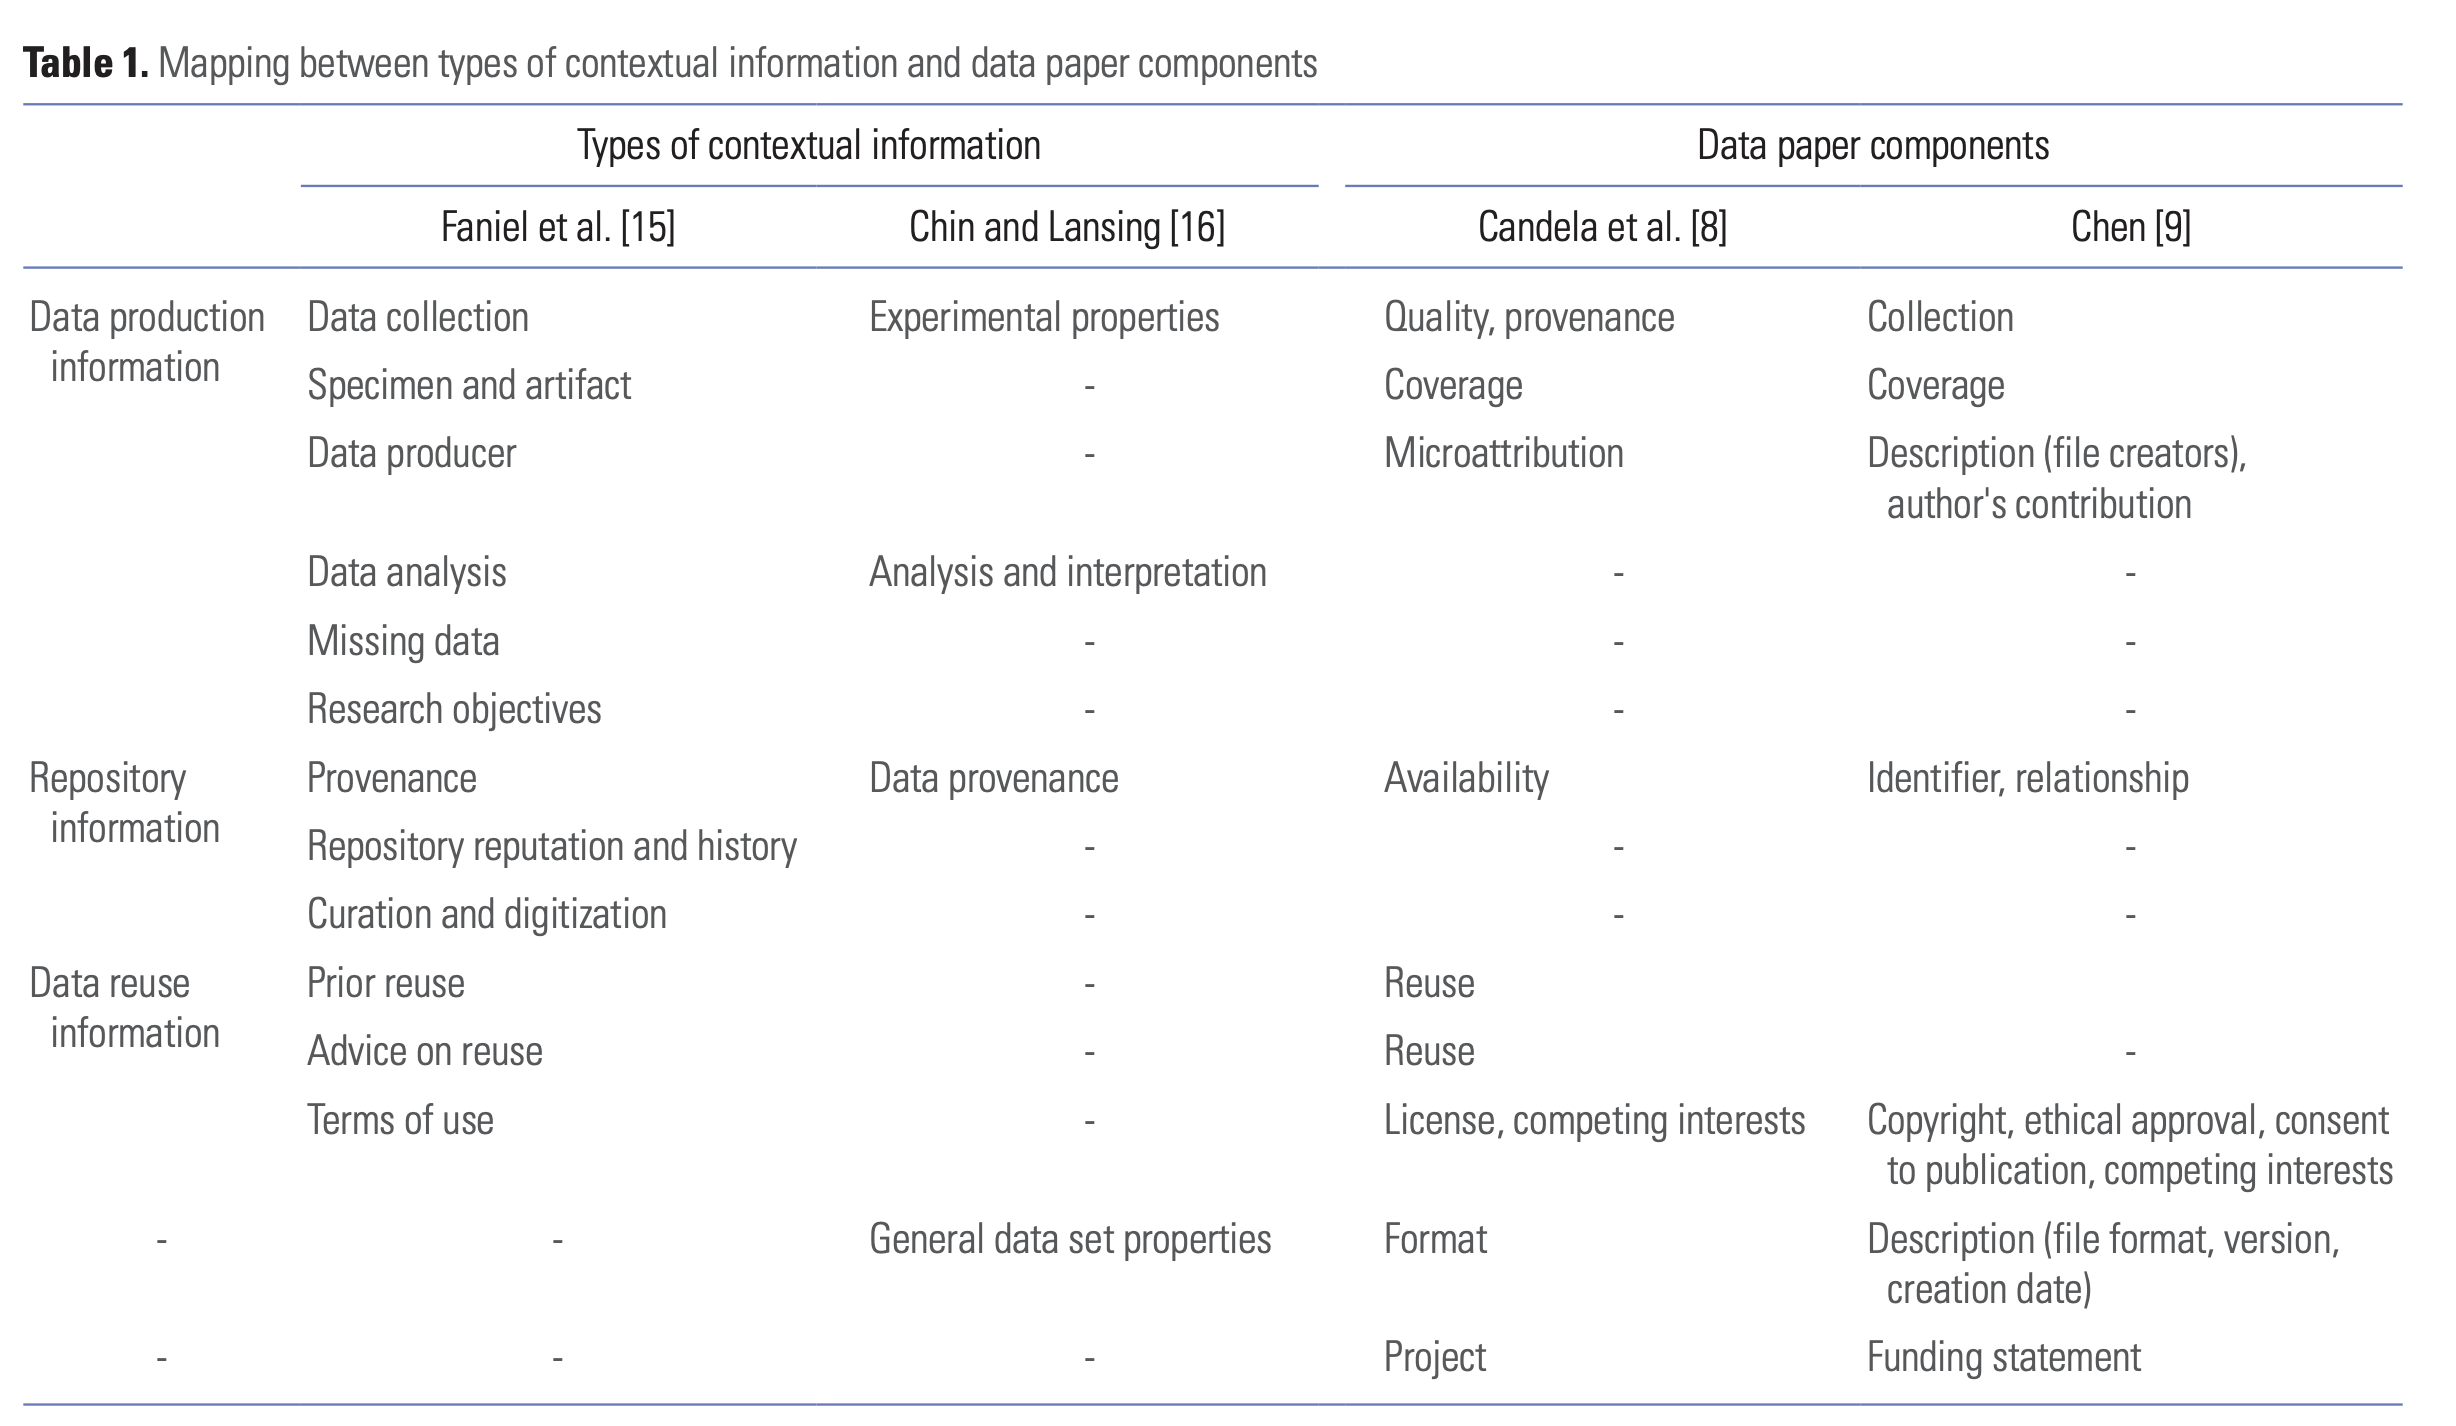 Table 1. Mapping between types of contextual information and data paper components
Types of contextual information Data paper components
Faniel et al. [15] Chin and Lansing [16] Candela et al. [8] Chen [9]
Data production Data collection Experimental properties Quality, provenance Collection
information
Specimen and artifact - Coverage Coverage
Data producer - Microattribution Description (file creators),
author's contribution
Data analysis Analysis and interpretation - -
Missing data - - -
Research objectives - - -
Repository Provenance Data provenance Availability Identifier, relationship
information
Repository reputation and history - - -
Curation and digitization - - -
Data reuse Prior reuse - Reuse
information
Advice on reuse - Reuse -
Terms of use - License, competing interests Copyright, ethical approval, consent
to publication, competing interests
- - General data set properties Format Description (file format, version,
creation date)
- - - Project Funding statement